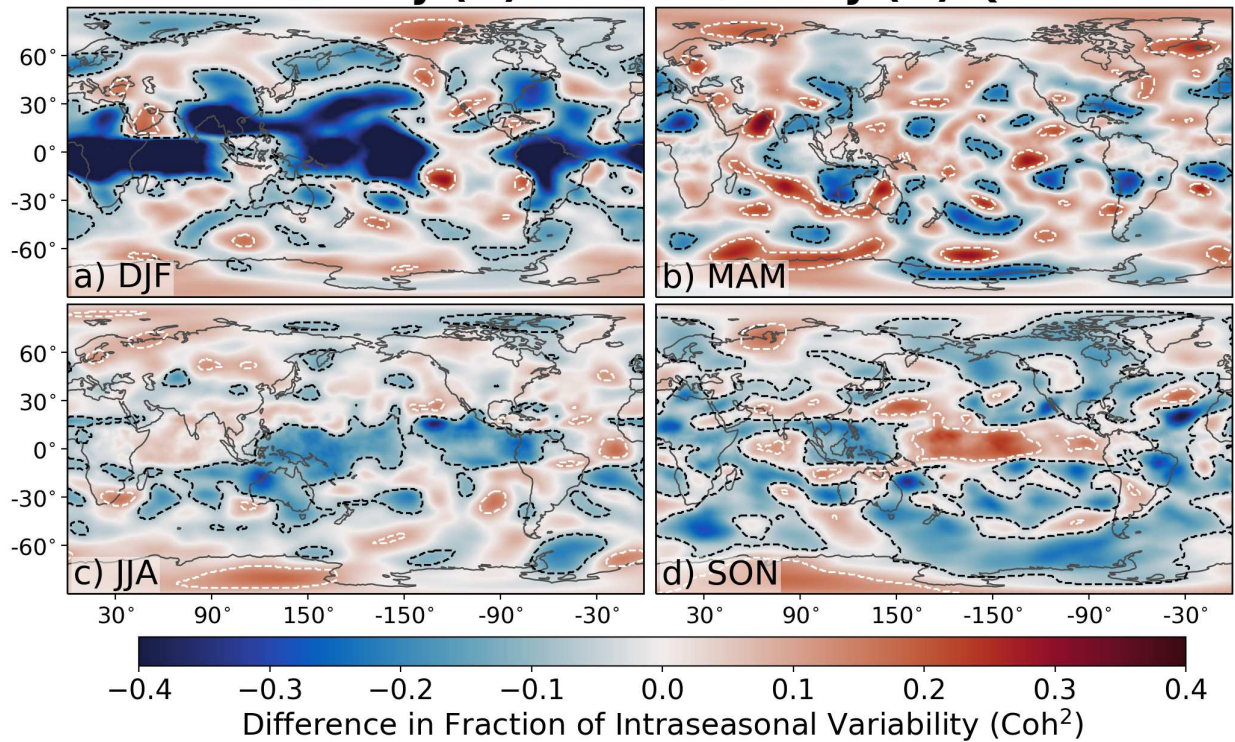 60° 30° 0° -30° -60°
a) DJF
b) MAM
60° 30° 0° -30° -60°
c) JJA
d) SON
30° 90° 150° -150° -90° -30° 30° 90° 150° -150° -90° -30°
−0.4 −0.3 −0.2 −0.1 0.0 0.1 0.2 0.3 0.4
Difference in Fraction of Intraseasonal Variability (Coh²)